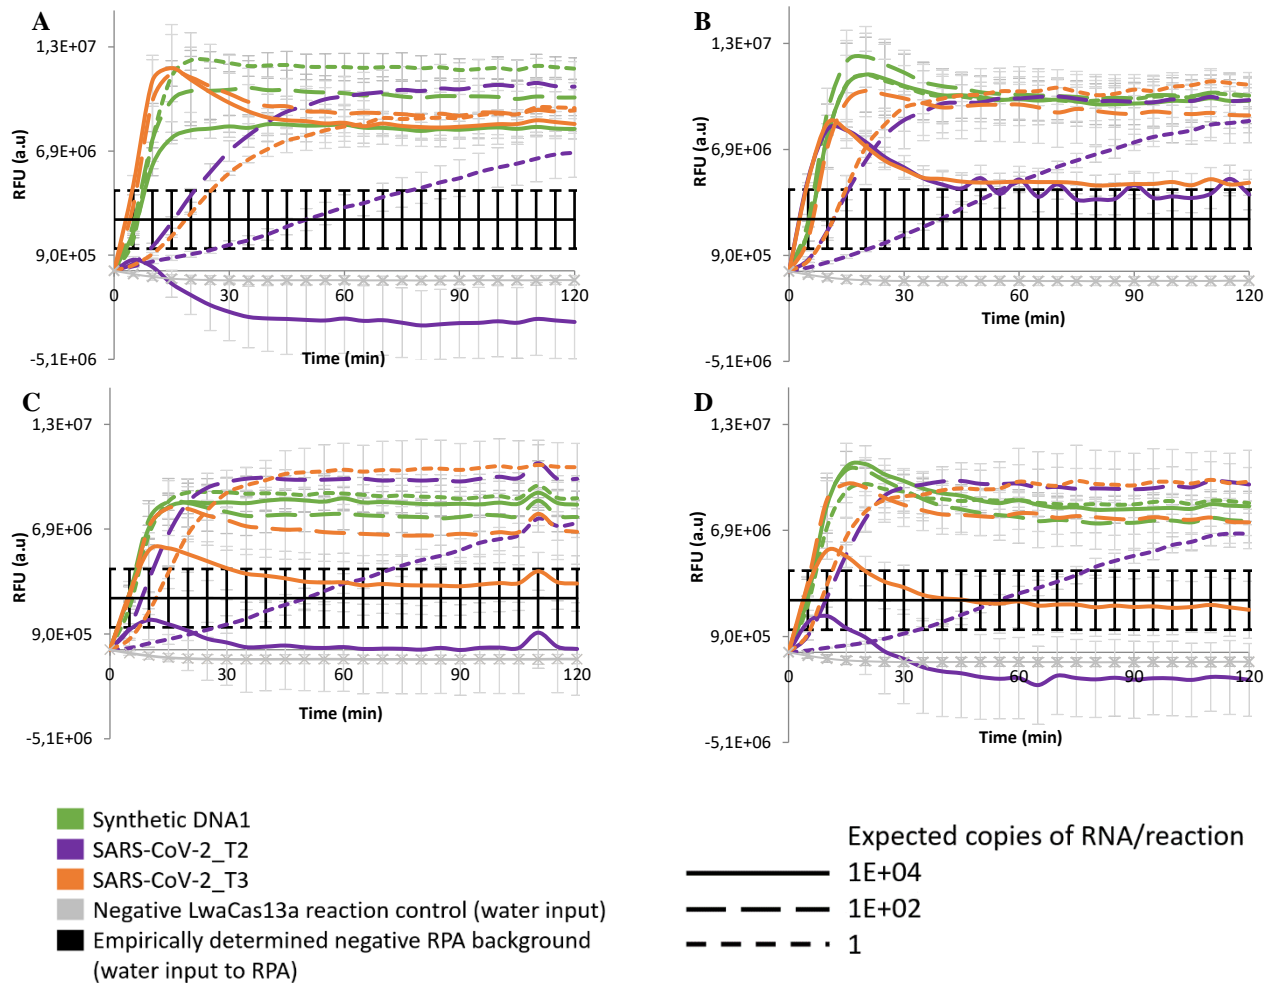 A
1,3E+07
6,9E+06
9,0E+05
-5,1E+06
RFU (a.u)
0 30 60 90 120
Time (min)
B
1,3E+07
6,9E+06
9,0E+05
-5,1E+06
RFU (a.u)
0 30 60 90 120
Time (min)
C
1,3E+07
6,9E+06
9,0E+05
-5,1E+06
RFU (a.u)
0 30 60 90 120
Time (min)
D
1,3E+07
6,9E+06
9,0E+05
-5,1E+06
RFU (a.u)
0 30 60 90 120
Time (min)
Synthetic DNA1
SARS-CoV-2_T2
SARS-CoV-2_T3
Negative LwaCas13a reaction control (water input)
Empirically determined negative RPA background
(water input to RPA)
Expected copies of RNA/reaction
1E+04
1E+02
1